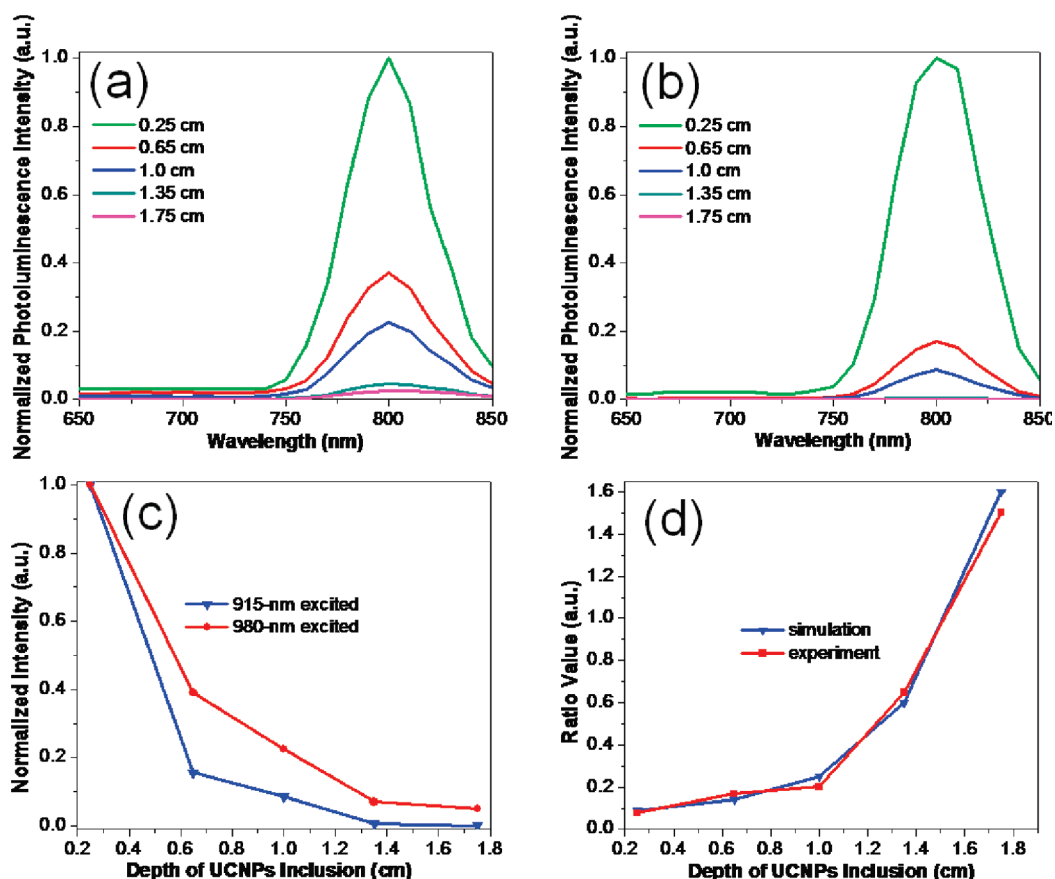 (a)
Normalized Photoluminescence Intensity (a.u.)
1.0
0.8
0.6
0.4
0.2
0.0
0.25 cm
0.65 cm
1.0 cm
1.35 cm
1.75 cm
650 700 750 800 850
Wavelength (nm)
(b)
Normalized Photoluminescence Intensity (a.u.)
1.0
0.8
0.6
0.4
0.2
0.0
0.25 cm
0.65 cm
1.0 cm
1.35 cm
1.75 cm
650 700 750 800 850
Wavelength (nm)
(c)
Normalized Intensity (a.u.)
1.0
0.8
0.6
0.4
0.2
0.0
915-nm excited
980-nm excited
0.2 0.4 0.6 0.8 1.0 1.2 1.4 1.6 1.8
Depth of UCNPs Inclusion (cm)
(d)
Ratio Value (a.u.)
1.6
1.4
1.2
1.0
0.8
0.6
0.4
0.2
0.0
simulation
experiment
0.2 0.4 0.6 0.8 1.0 1.2 1.4 1.6 1.8
Depth of UCNPs Inclusion (cm)